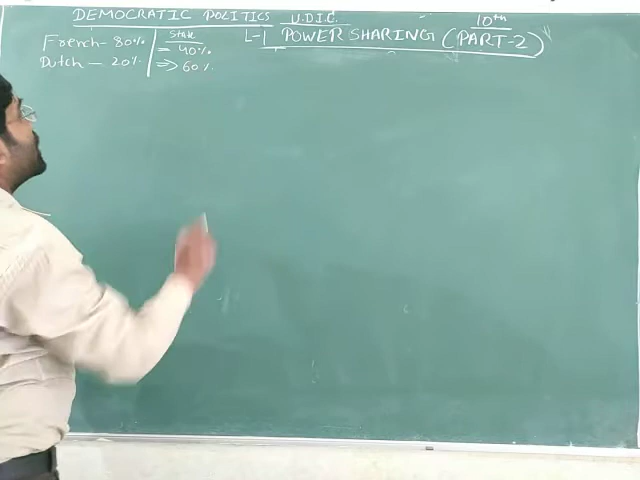 DEMOCRATIC POLITICS U.D.I.C. 10th
L-1 POWER SHARING (PART-2)
French - 80% | State = 40%
Dutch — 20% | => 60%